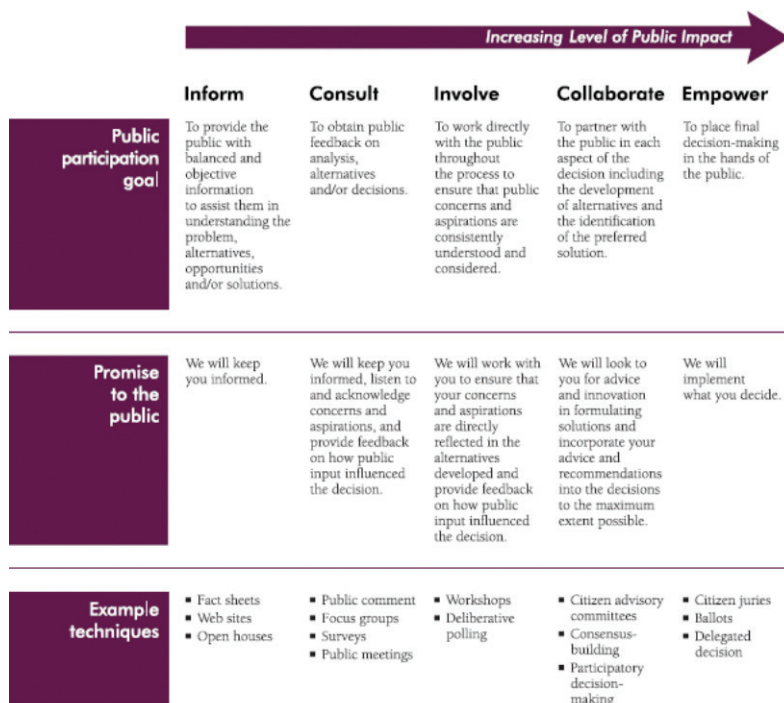 Increasing Level of Public Impact
Inform
Consult
Involve
Collaborate
Empower
Public
participation
goal
To provide the
public with
balanced and
objective
information
to assist them in
understanding the
problem,
alternatives,
opportunities
and/or solutions.
To obtain public
feedback on
analysis,
alternatives
and/or decisions.
To work directly
with the public
throughout
the process to
ensure that public
concerns and
aspirations are
consistently
understood and
considered.
To partner with
the public in each
aspect of the
decision including
the development
of alternatives and
the identification
of the preferred
solution.
To place final
decision-making
in the hands of
the public.
Promise
to the
public
We will keep
you informed.
We will keep you
informed, listen to
and acknowledge
concerns and
aspirations, and
provide feedback
on how public
input influenced
the decision.
We will work with
you to ensure that
your concerns
and aspirations
are directly
reflected in the
alternatives
developed and
provide feedback
on how public
input influenced
the decision.
We will look to
you for advice
and innovation
in formulating
solutions and
incorporate your
advice and
recommendations
into the decisions
to the maximum
extent possible.
We will
implement
what you decide.
Example
techniques
▪ Fact sheets
▪ Web sites
▪ Open houses
▪ Public comment
▪ Focus groups
▪ Surveys
▪ Public meetings
▪ Workshops
▪ Deliberative
polling
▪ Citizen advisory
committees
▪ Consensus-
building
▪ Participatory
decision-
making
▪ Citizen juries
▪ Ballots
▪ Delegated
decision